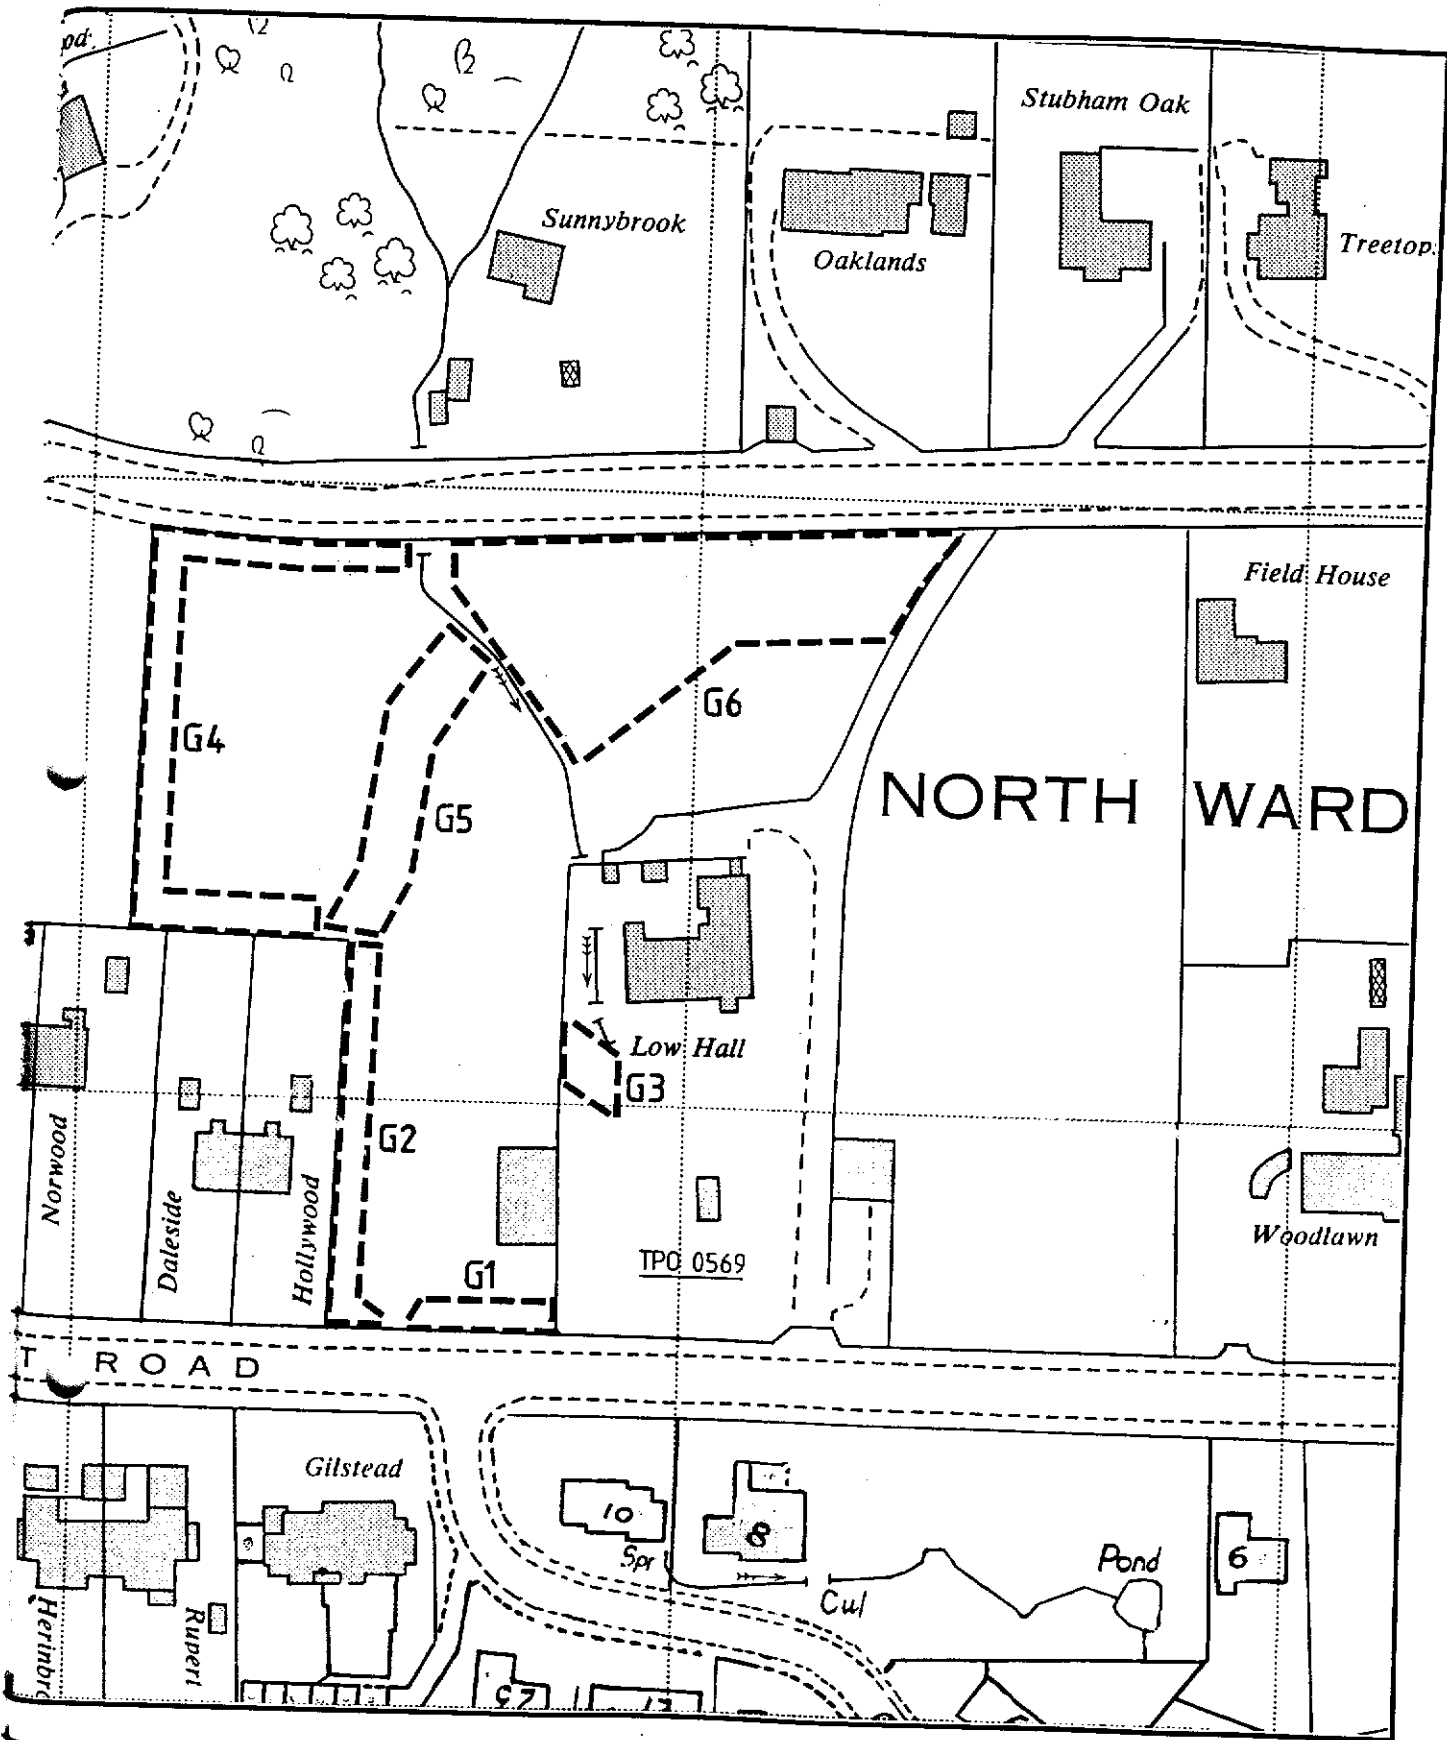 Stubham Oak
Sunnybrook
Oaklands
Treetop
Field House
G4
G6
G5
NORTH WARD
Low Hall
G3
G2
Norwood
Daleside
Hollywood
Woodlawn
TPO 0569
G1
T ROAD
Gilstead
10
8
6
Spr
Cul
Pond
Rupert